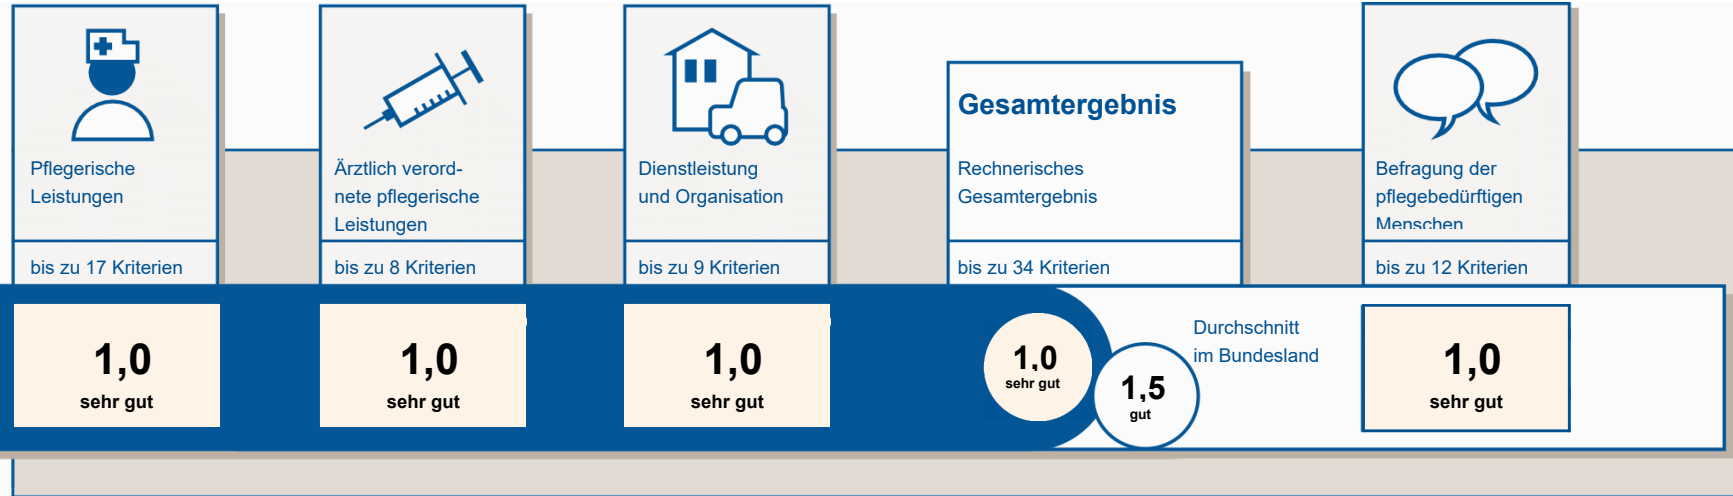 Pflegerische
Leistungen
bis zu 17 Kriterien
1,0
sehr gut
Ärztlich verord-
nete pflegerische
Leistungen
bis zu 8 Kriterien
1,0
sehr gut
Dienstleistung
und Organisation
bis zu 9 Kriterien
1,0
sehr gut
Gesamtergebnis
Rechnerisches
Gesamtergebnis
bis zu 34 Kriterien
1,0
sehr gut
1,5
gut
Durchschnitt
im Bundesland
Befragung der
pflegebedürftigen
Menschen
bis zu 12 Kriterien
1,0
sehr gut